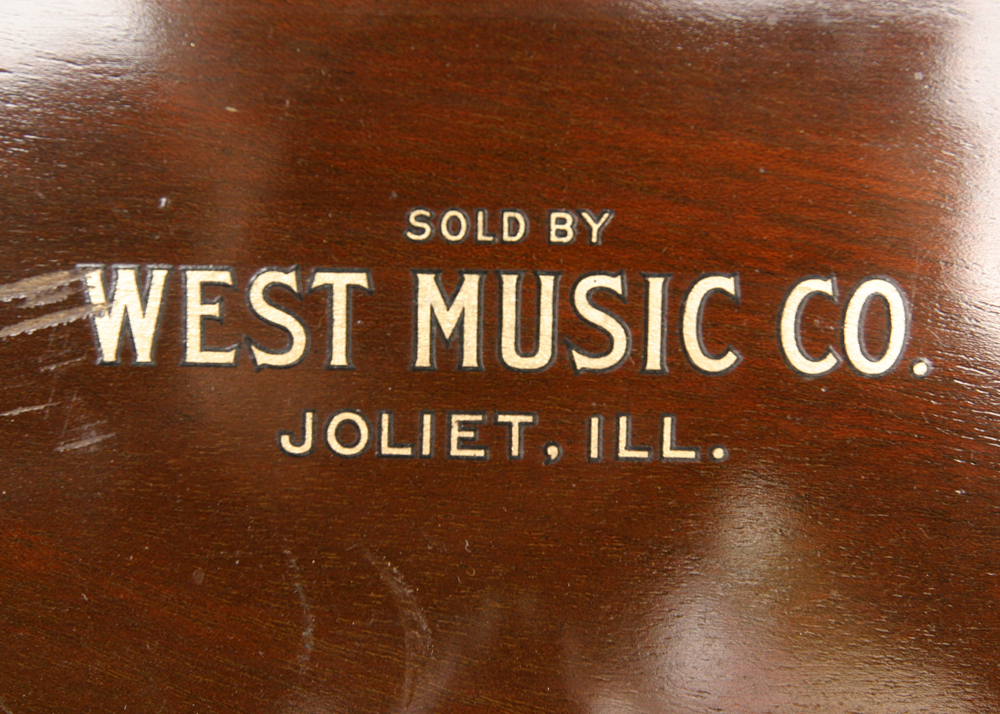 SOLD BY
WEST MUSIC CO.
JOLIET, ILL.